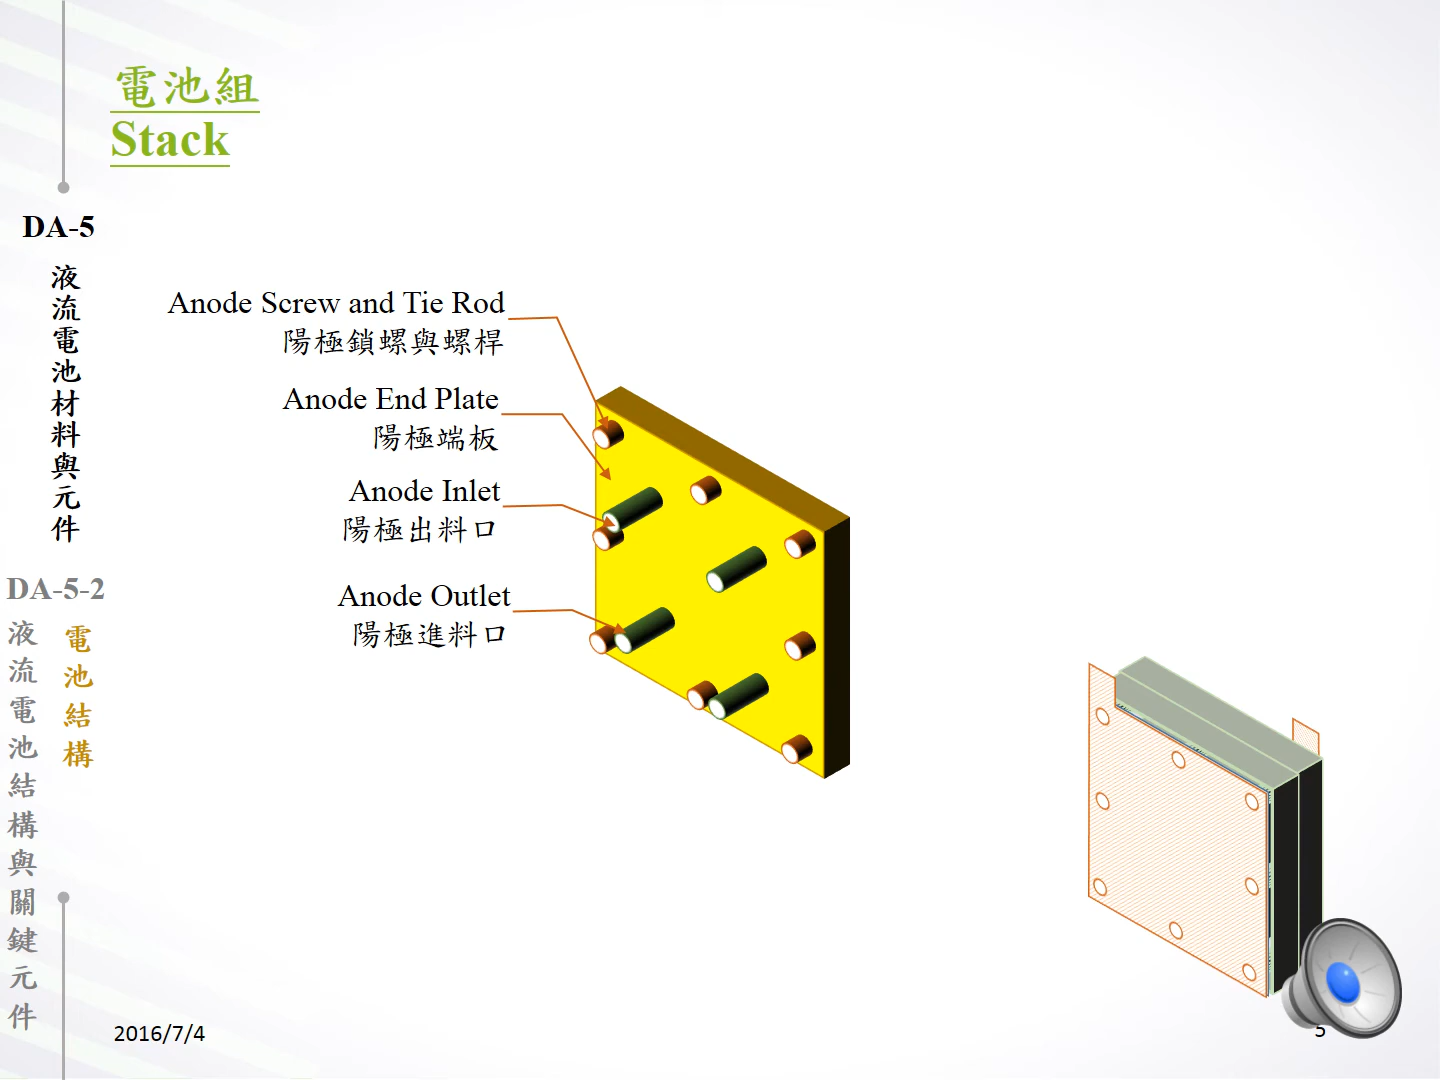 電池組
Stack
DA-5
液流電池材料與元件
DA-5-2
液流電池結構與關鍵元件
電池結構
Anode Screw and Tie Rod
陽極鎖螺與螺桿
Anode End Plate
陽極端板
Anode Inlet
陽極出料口
Anode Outlet
陽極進料口
2016/7/4
5